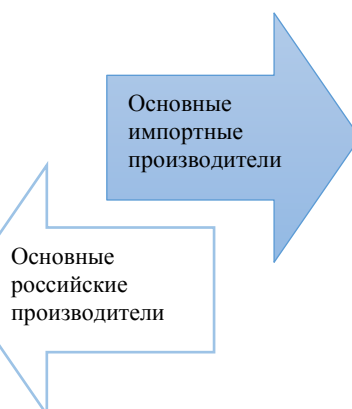 Основные
импортные
производители
Основные
российские
производители